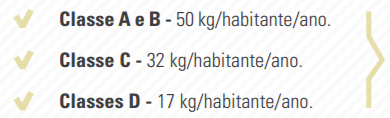 Classe A e B - 50 kg/habitante/ano.
Classe C - 32 kg/habitante/ano.
Classes D - 17 kg/habitante/ano.